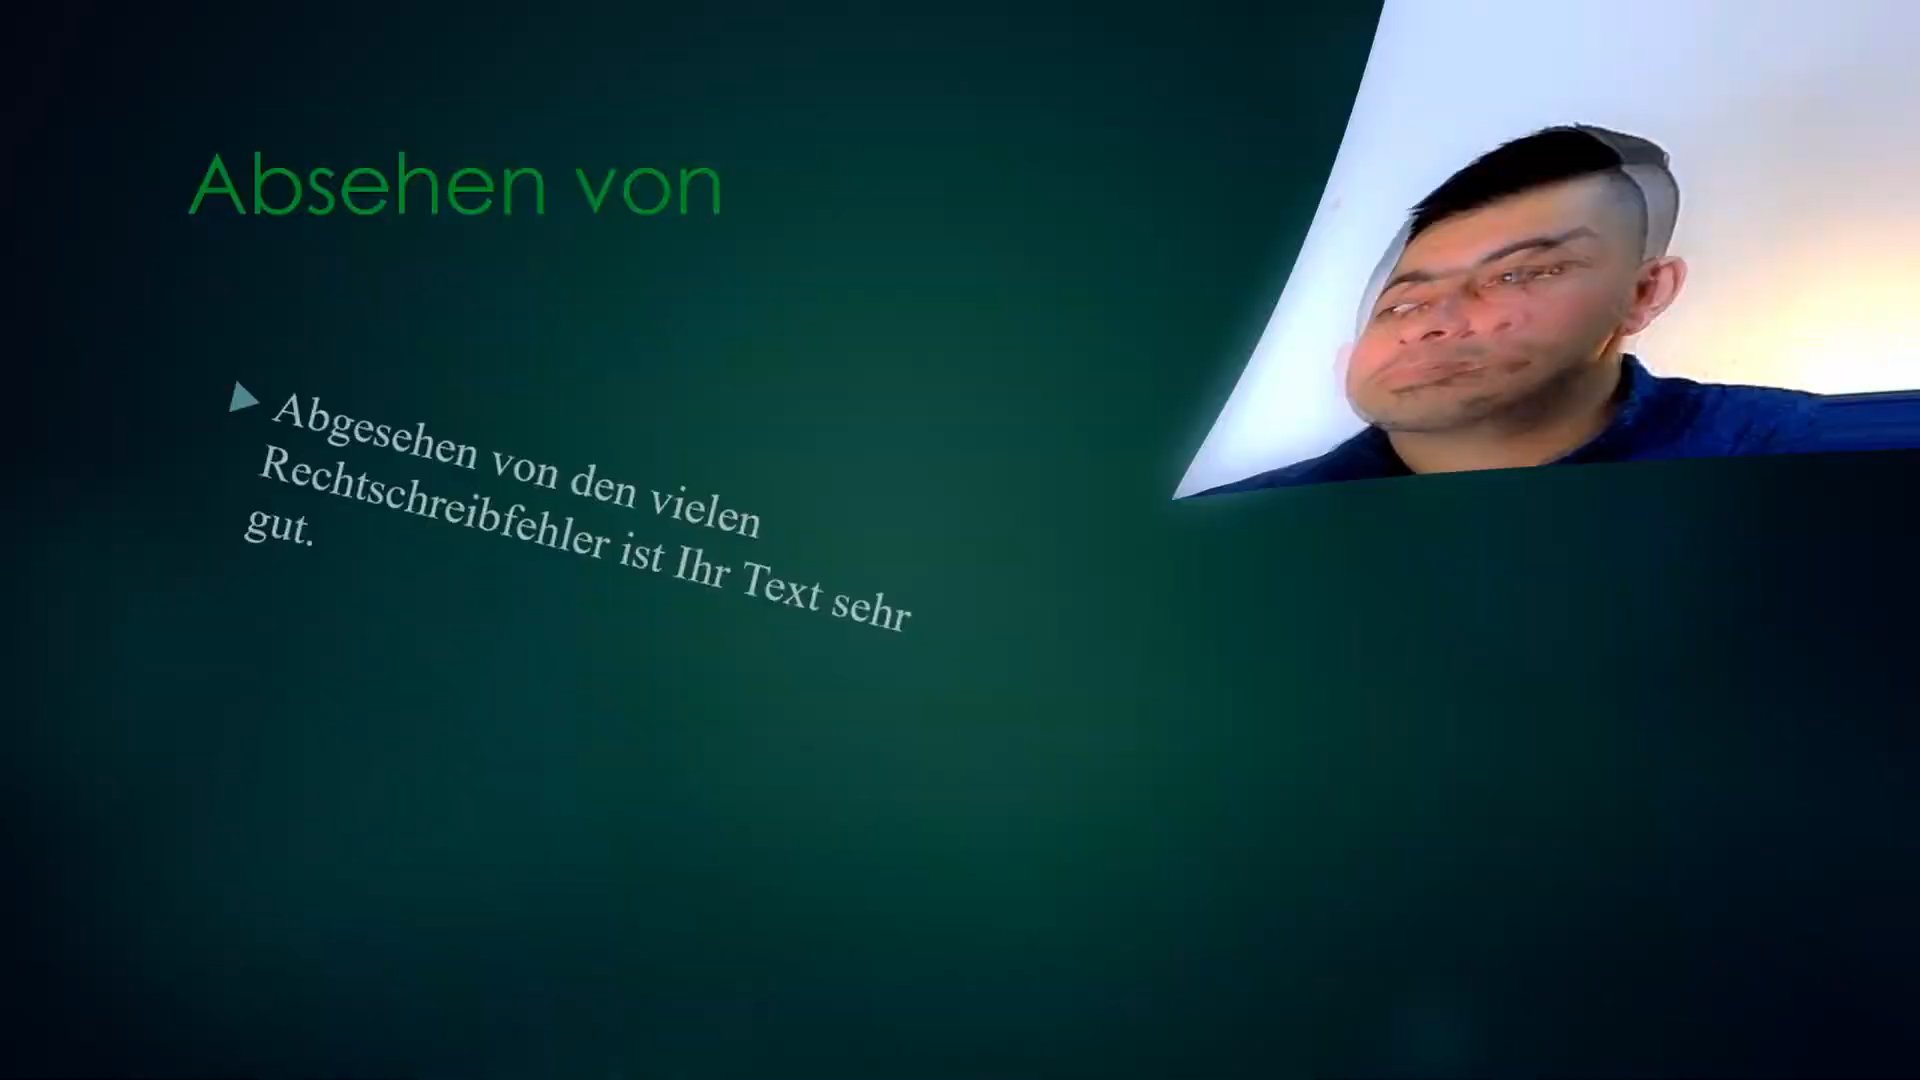 Absehen von
Abgesehen von den vielen
Rechtschreibfehler ist Ihr Text sehr
gut.